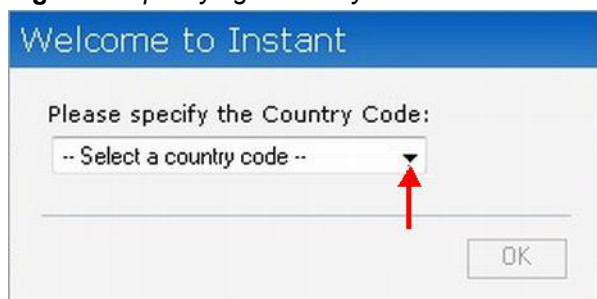 Welcome to Instant
Please specify the Country Code:
-- Select a country code --
OK